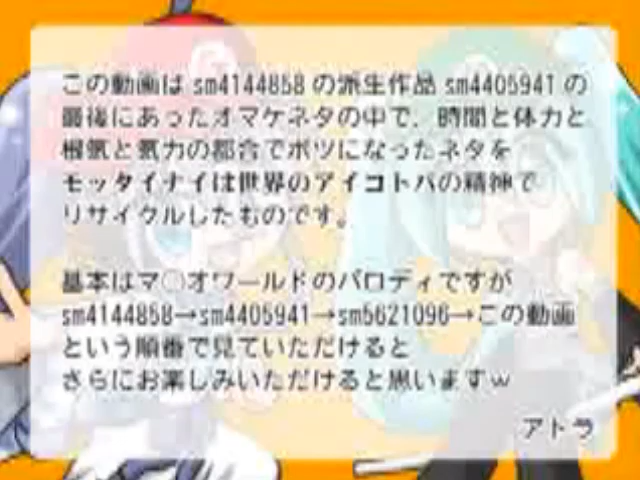 この動画は sm4144858 の派生作品 sm4405941 の
最後にあったオマケネタの中で、時間と体力と
根気と気力の都合でボツになったネタを
モッタイナイは世界のアイコトバの精神で
リサイクルしたものです。
基本はマ○オワールドのパロディですが
sm4144858→sm4405941→sm5621096→この動画
という順番で見ていただけると
さらにお楽しみいただけると思いますw
アトラ